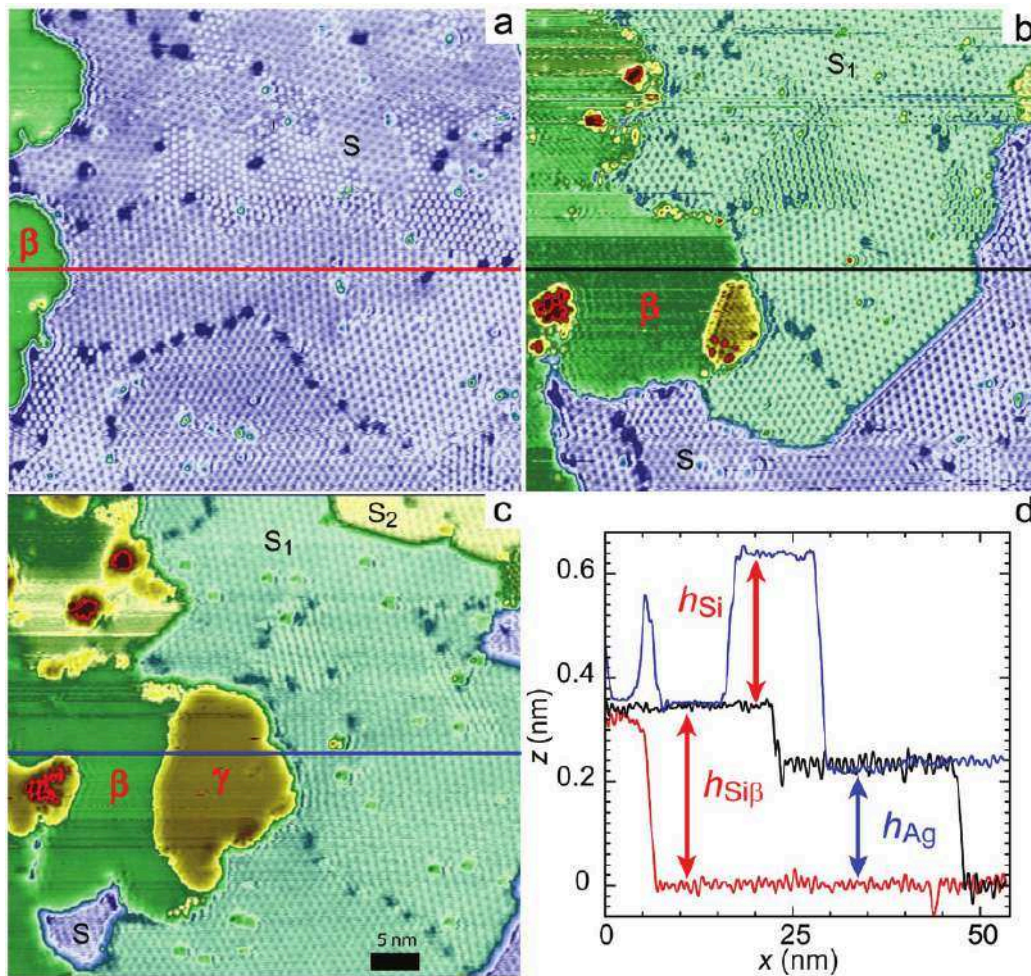 a
S
β
b
S1
β
S
c
S2
S1
β
γ
S
5 nm
d
0.6
0.4
0.2
0
z (nm)
hSi
hSiβ
hAg
0
25
50
x (nm)